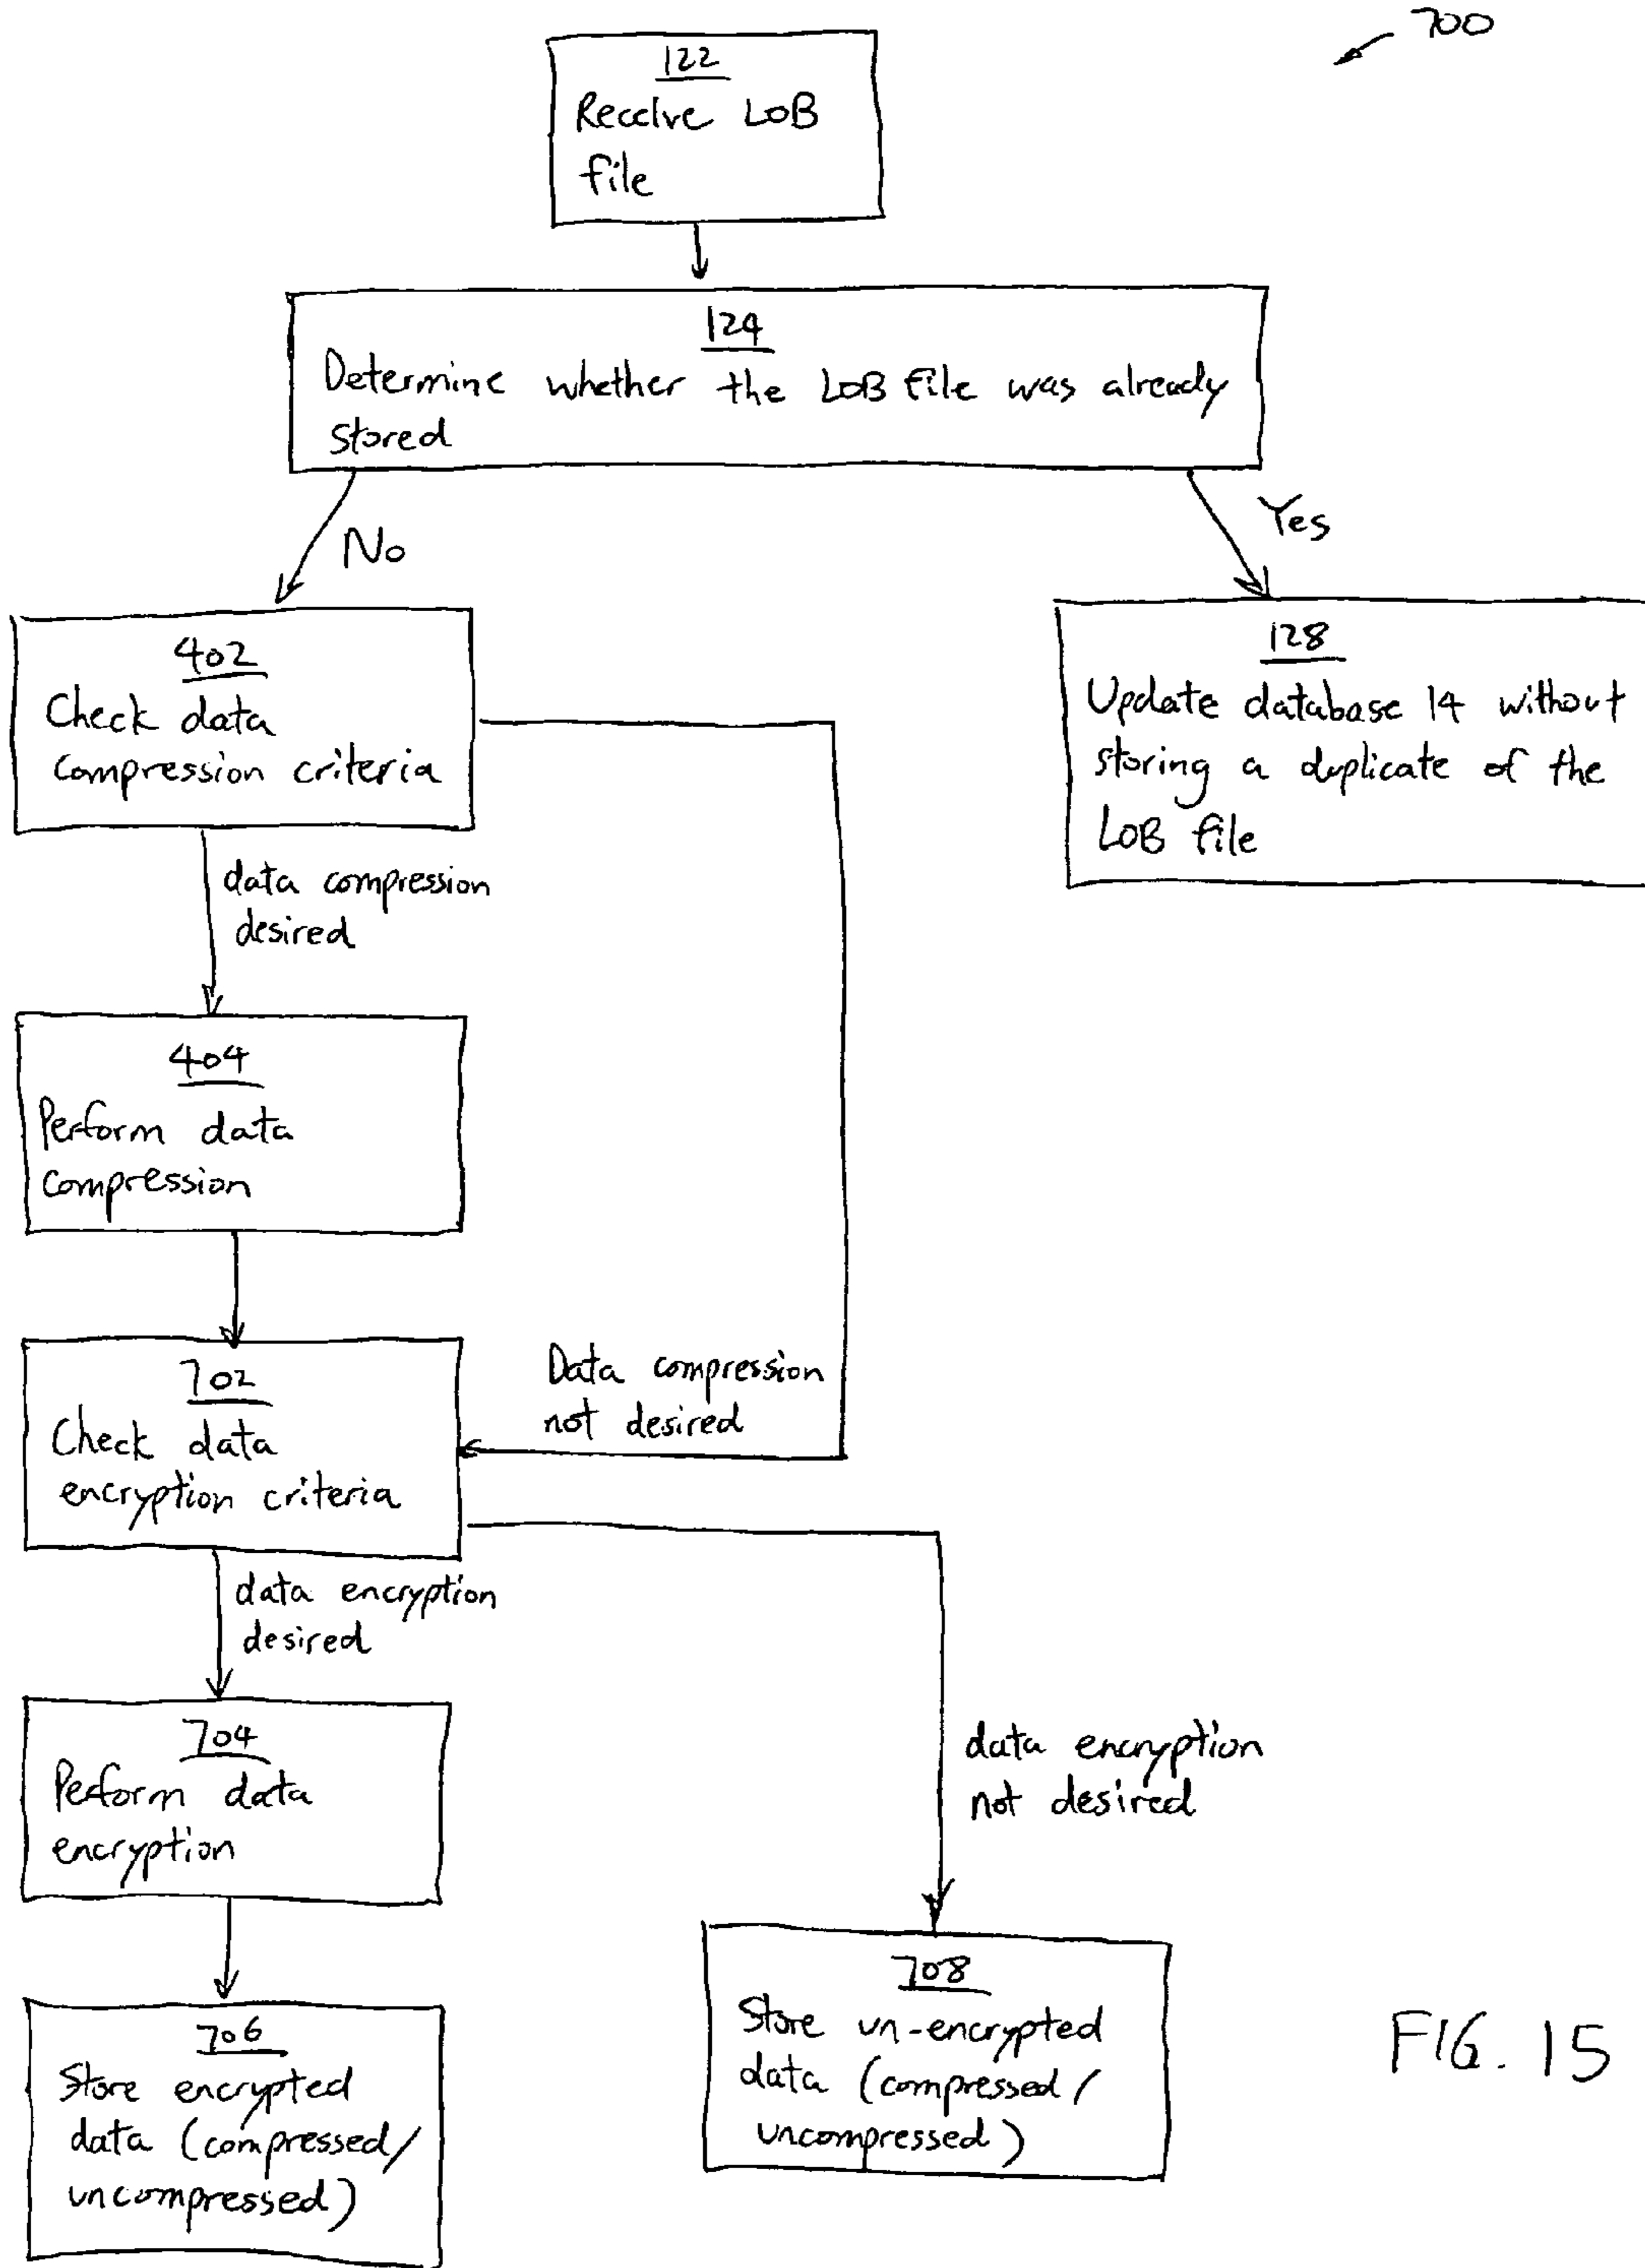 700
122
Receive LOB
file
124
Determine whether the LOB file was already
stored
No
Yes
402
Check data
compression criteria
128
Update database 14 without
storing a duplicate of the
LOB file
data compression
desired
404
Perform data
compression
702
Check data
encryption criteria
Data compression
not desired
data encryption
desired
704
Perform data
encryption
data encryption
not desired
706
Store encrypted
data (compressed/
uncompressed)
708
Store un-encrypted
data (compressed/
uncompressed)
FIG. 15